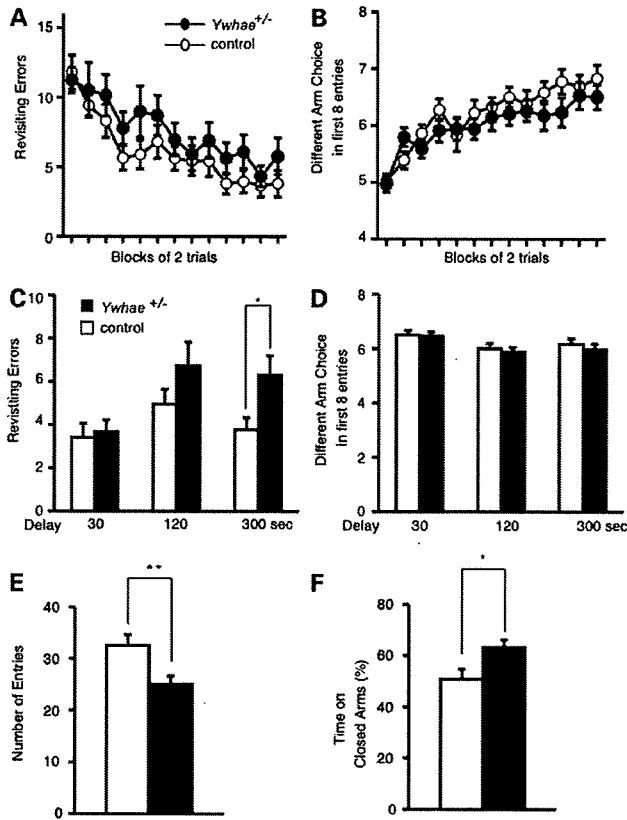 A
Ywhae+/-
control
Revisiting Errors
15
10
5
0
Blocks of 2 trials
B
Different Arm Choice
in first 8 entries
8
7
6
5
4
Blocks of 2 trials
C
Ywhae +/-
control
*
Revisiting Errors
10
8
6
4
2
0
Delay 30 120 300 sec
D
Different Arm Choice
in first 8 entries
8
6
4
2
0
Delay 30 120 300 sec
E
**
Number of Entries
40
30
20
10
0
F
*
Time on
Closed Arms (%)
80
60
40
20
0